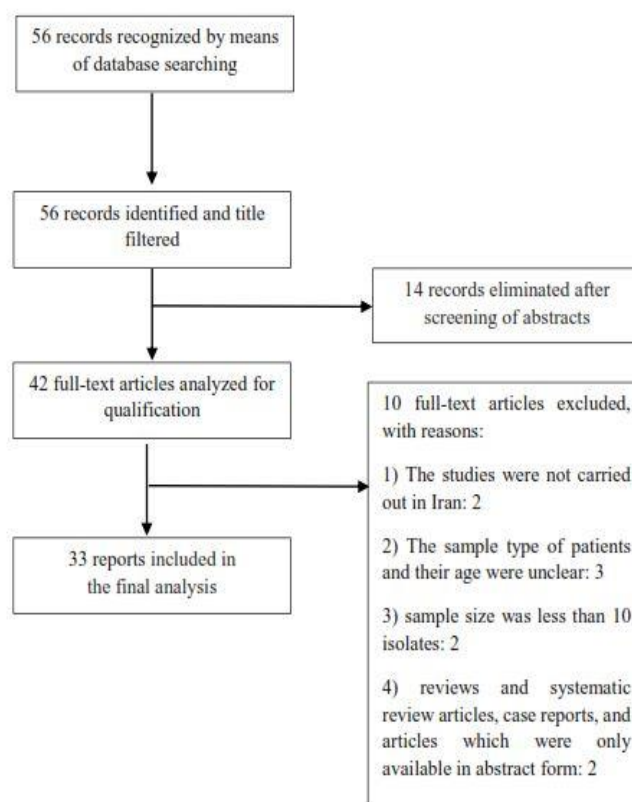 56 records recognized by means
of database searching
56 records identified and title
filtered
14 records eliminated after
screening of abstracts
42 full-text articles analyzed for
qualification
10 full-text articles excluded,
with reasons:
1) The studies were not carried
out in Iran: 2
2) The sample type of patients
and their age were unclear: 3
3) sample size was less than 10
isolates: 2
4) reviews and systematic
review articles, case reports, and
articles which were only
available in abstract form: 2
33 reports included in
the final analysis